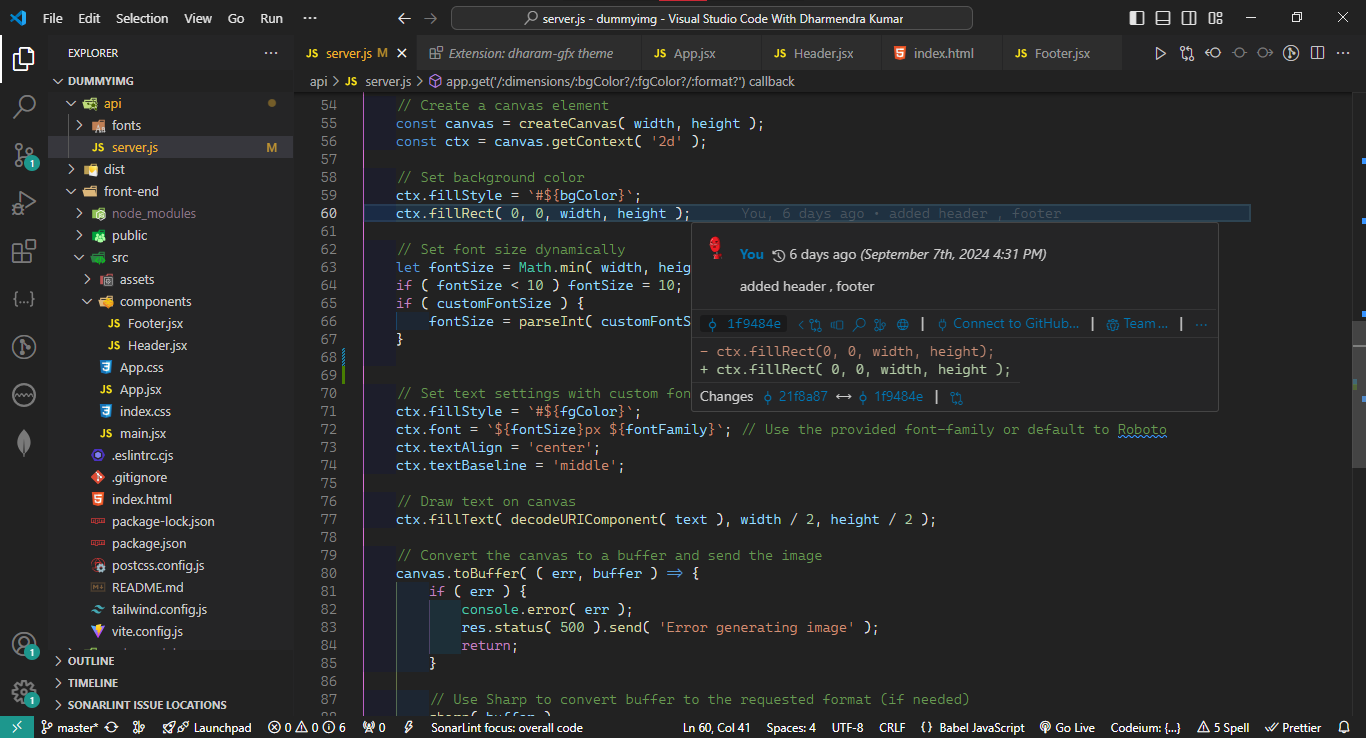 File Edit Selection View Go Run ··· server.js - dummyimg - Visual Studio Code With Dharmendra Kumar
EXPLORER ···
DUMMYIMG
api
fonts
JS server.js M
dist
front-end
node_modules
public
src
assets
components
JS Footer.jsx
JS Header.jsx
App.css
JS App.jsx
index.css
JS main.jsx
.eslintrc.cjs
.gitignore
index.html
package-lock.json
package.json
postcss.config.js
README.md
tailwind.config.js
vite.config.js
OUTLINE
TIMELINE
SONARLINT ISSUE LOCATIONS
JS server.js M Extension: dharam-gfx theme JS App.jsx JS Header.jsx index.html JS Footer.jsx
api > JS server.js > app.get('/:dimensions/:bgColor?/:fgColor?/:format?') callback
54 // Create a canvas element
55 const canvas = createCanvas( width, height );
56 const ctx = canvas.getContext( '2d' );
57
58 // Set background color
59 ctx.fillStyle = `#${bgColor}`;
60 ctx.fillRect( 0, 0, width, height ); You, 6 days ago • added header , footer
61
62 // Set font size dynamically
63 let fontSize = Math.min( width, heig
64 if ( fontSize < 10 ) fontSize = 10;
65 if ( customFontSize ) {
66 fontSize = parseInt( customFontS
67 }
68
69
70 // Set text settings with custom fon
71 ctx.fillStyle = `#${fgColor}`;
72 ctx.font = `${fontSize}px ${fontFamily}`; // Use the provided font-family or default to Roboto
73 ctx.textAlign = 'center';
74 ctx.textBaseline = 'middle';
75
76 // Draw text on canvas
77 ctx.fillText( decodeURIComponent( text ), width / 2, height / 2 );
78
79 // Convert the canvas to a buffer and send the image
80 canvas.toBuffer( ( err, buffer ) => {
81 if ( err ) {
82 console.error( err );
83 res.status( 500 ).send( 'Error generating image' );
84 return;
85 }
86
87 // Use Sharp to convert buffer to the requested format (if needed)
You 6 days ago (September 7th, 2024 4:31 PM)
added header , footer
1f9484e | Connect to GitHub... | Team... | ···
- ctx.fillRect(0, 0, width, height);
+ ctx.fillRect( 0, 0, width, height );
Changes 21f8a87 ↔ 1f9484e |
1
1
1
master* Launchpad 0 0 6 0 SonarLint focus: overall code Ln 60, Col 41 Spaces: 4 UTF-8 CRLF {} Babel JavaScript Go Live Codeium: {...} 5 Spell Prettier